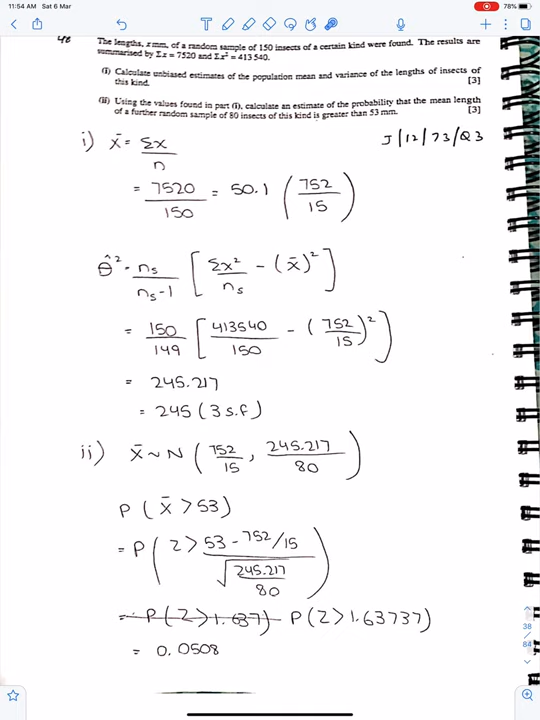 11:54 AM Sat 6 Mar
78%
48
The lengths, x mm, of a random sample of 150 insects of a certain kind were found. The results are
summarised by Σx = 7520 and Σx² = 413 540.
(i) Calculate unbiased estimates of the population mean and variance of the lengths of insects of
this kind. [3]
(ii) Using the values found in part (i), calculate an estimate of the probability that the mean length
of a further random sample of 80 insects of this kind is greater than 53 mm. [3]
J/12/73/Q3
i) x̄ = Σx / n
= 7520 / 150 = 50.1 (752 / 15)
σ̂² = nₛ / nₛ-1 [Σx² / nₛ - (x̄)²]
= 150 / 149 [413540 / 150 - (752 / 15)²]
= 245.217
= 245 (3 s.f)
ii) x̄ ~ N (752 / 15, 245.217 / 80)
P (x̄ > 53)
= P (Z > 53 - 752/15 / √245.217 / 80)
= P(Z > 1.637) P(Z > 1.63737)
= 0.0508
38
/
84